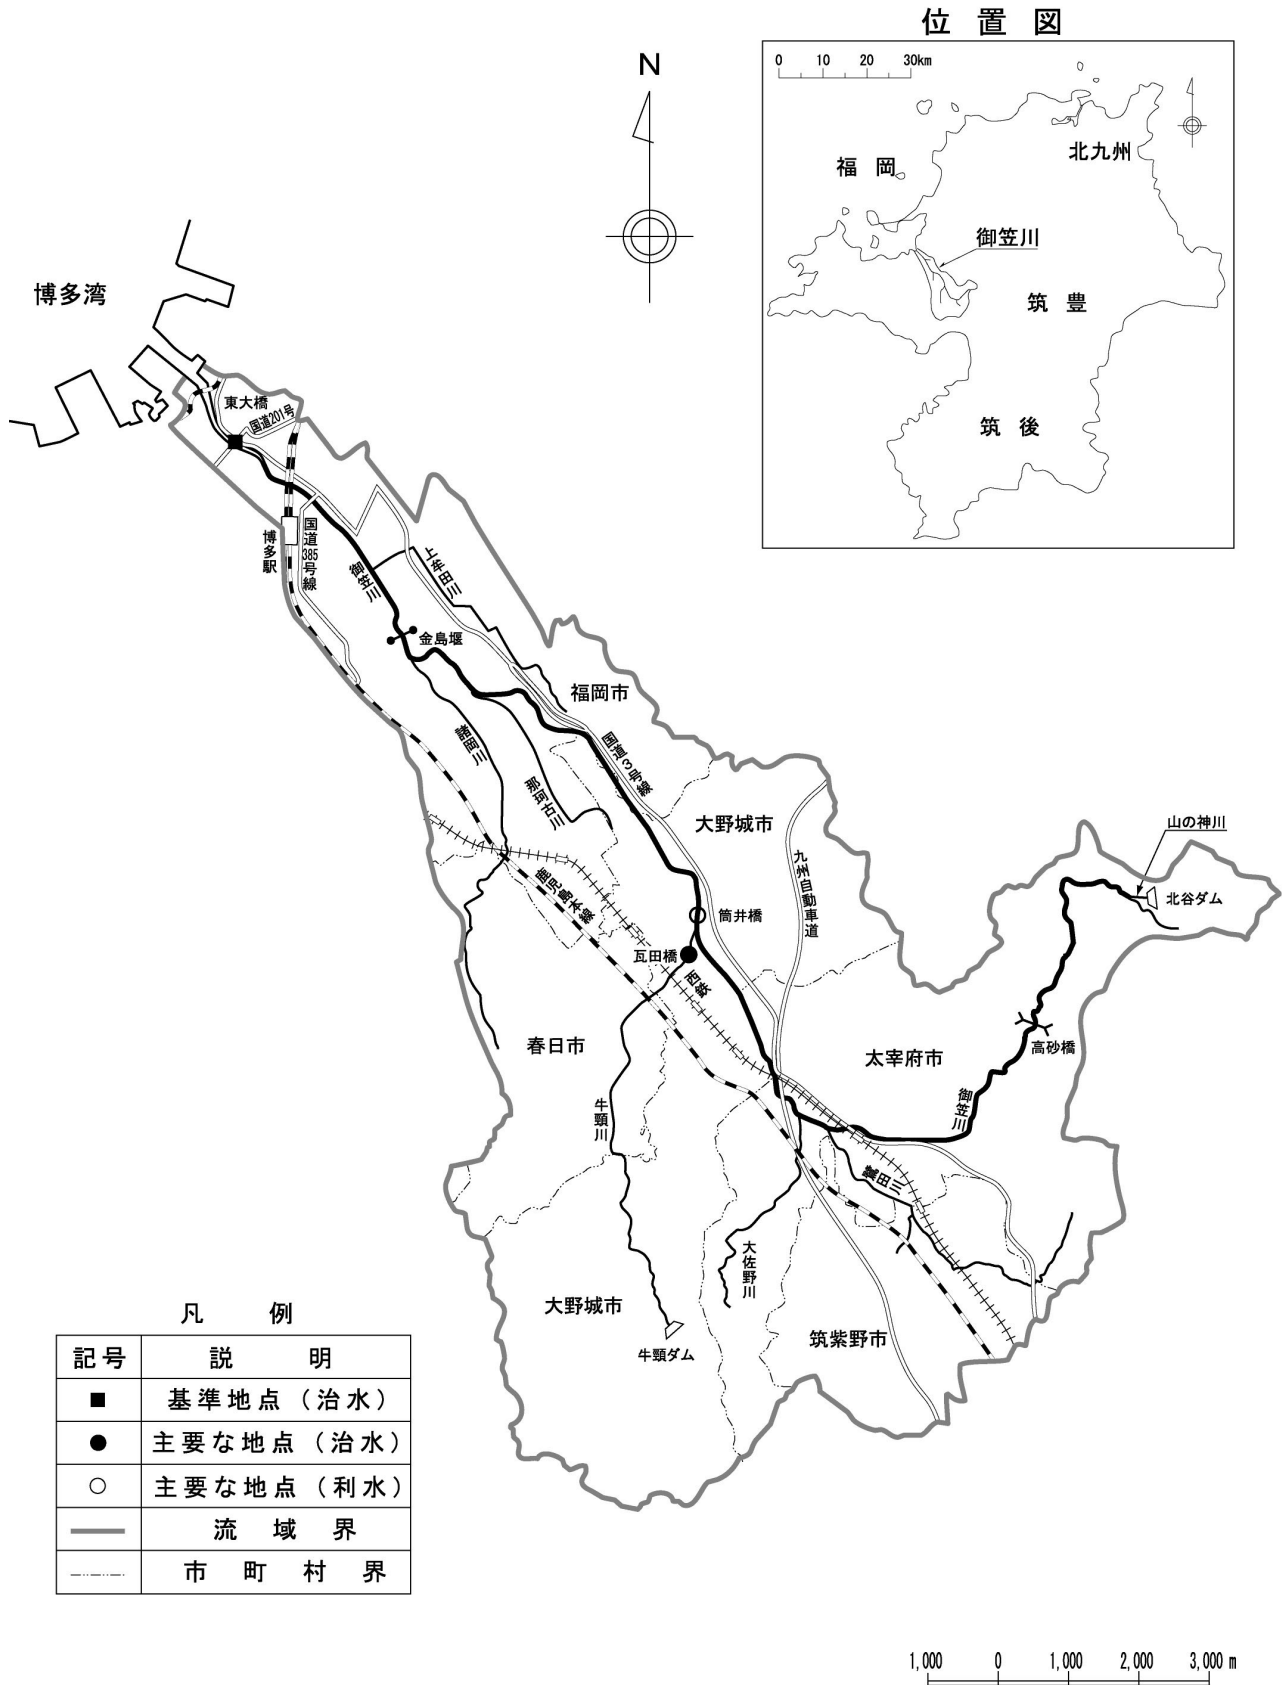 位置図
0 10 20 30km
北九州
福岡
御笠川
筑豊
筑後
N
博多湾
東大橋
国道201号
博多駅
国道385号線
御笠川
上牟田川
金島堰
福岡市
諸岡川
那珂古川
国道3号線
大野城市
九州自動車道
山の神川
北谷ダム
鹿児島本線
筒井橋
瓦田橋
西鉄
春日市
太宰府市
高砂橋
御笠川
牛頸川
鷺田川
大佐野川
大野城市
筑紫野市
牛頸ダム
凡例
記号 説明
■ 基準地点（治水）
● 主要な地点（治水）
○ 主要な地点（利水）
流域界
市町村界
1,000 0 1,000 2,000 3,000 m